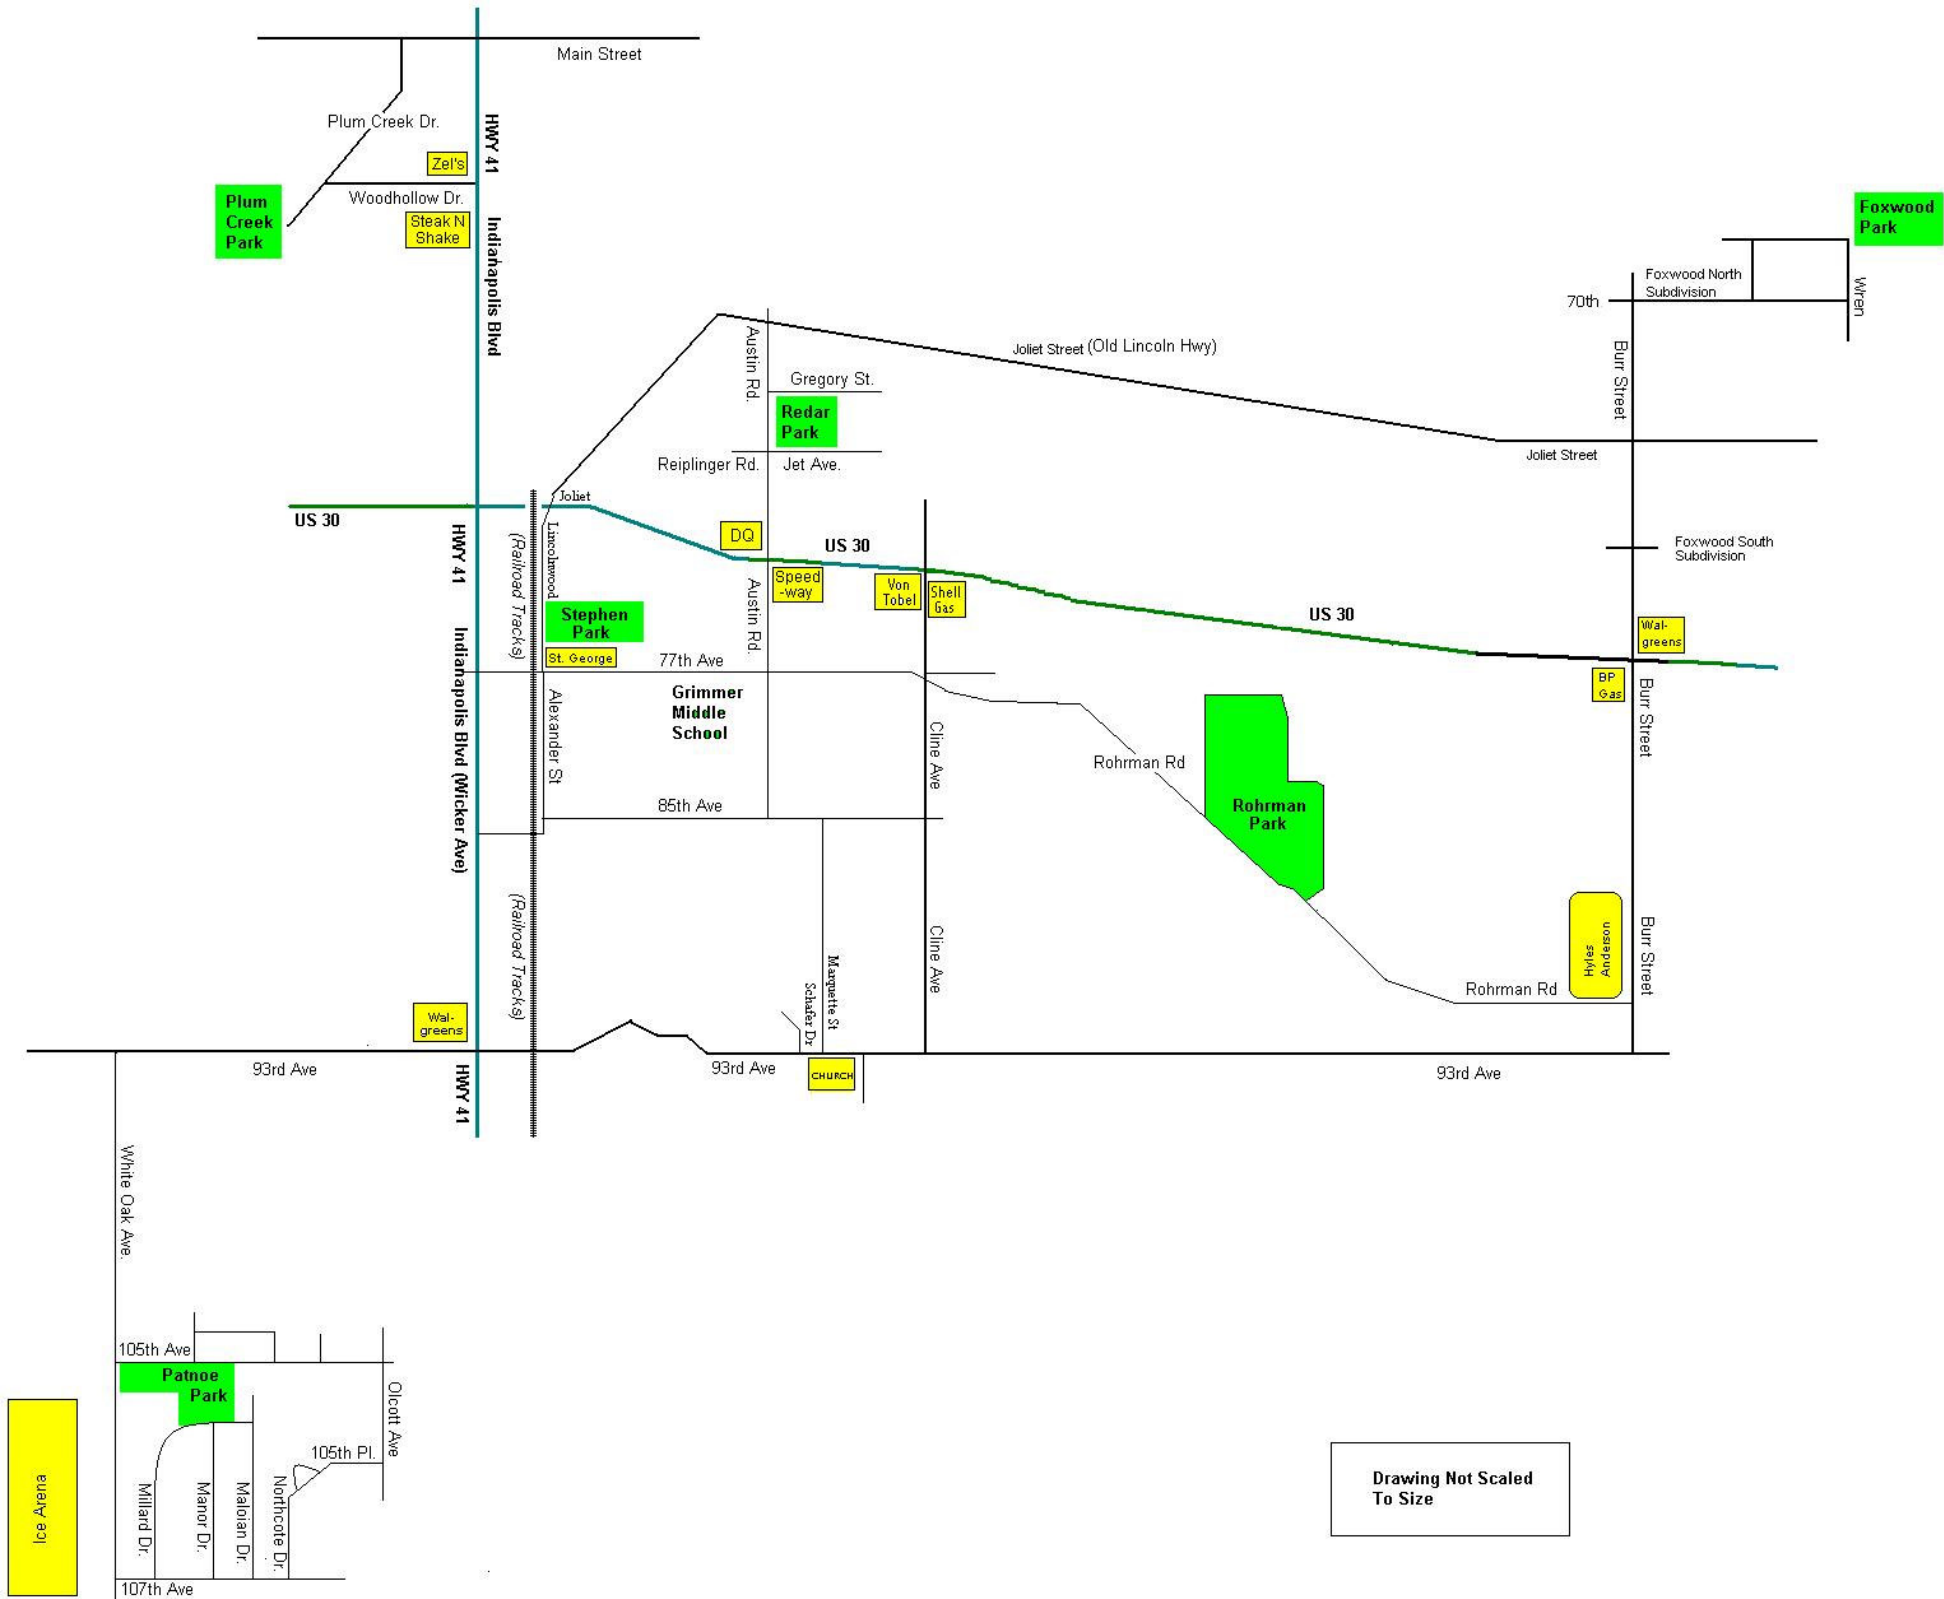 Main Street
HWY 41
Plum Creek Dr.
Zel's
Woodhollow Dr.
Plum
Creek
Park
Steak N
Shake
Indianapolis Blvd
Foxwood
Park
Foxwood North
Subdivision
70th
Wren
Burr Street
Austin Rd.
Joliet Street (Old Lincoln Hwy)
Gregory St.
Redar
Park
Reiplinger Rd.
Jet Ave.
Joliet Street
Joliet
US 30
HWY 41
(Railroad Tracks)
Lincolnwood
DQ
US 30
Foxwood South
Subdivision
Speed
-way
Von
Tobel
Shell
Gas
Austin Rd.
US 30
Stephen
Park
Wal-
greens
St. George
77th Ave
BP
Gas
Burr Street
Indianapolis Blvd (Wicker Ave)
Alexander St
Grimmer
Middle
School
Cline Ave
Rohrman Rd
85th Ave
Rohrman
Park
(Railroad Tracks)
Cline Ave
Hyles
Anderson
Burr Street
Marquette St
Schafer Dr
Rohrman Rd
Wal-
greens
93rd Ave
HWY 41
93rd Ave
CHURCH
93rd Ave
White Oak Ave.
105th Ave
Patnoe
Park
Olcott Ave
105th Pl.
Ice Arena
Millard Dr.
Manor Dr.
Maloian Dr.
Northcote Dr.
107th Ave
Drawing Not Scaled
To Size